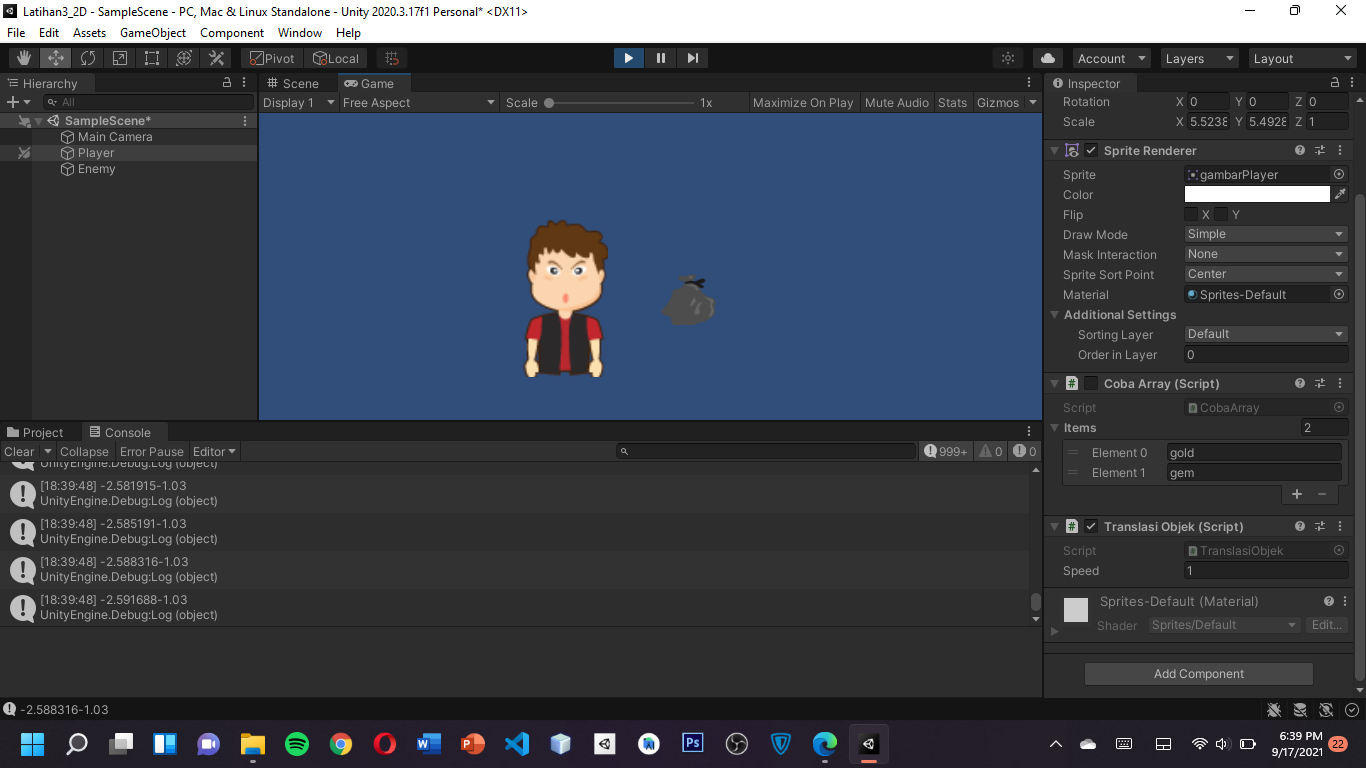 Latihan3_2D - SampleScene - PC, Mac & Linux Standalone - Unity 2020.3.17f1 Personal* <DX11>
File Edit Assets GameObject Component Window Help
Pivot Local Account Layers Layout
Hierarchy
All
SampleScene*
Main Camera
Player
Enemy
Scene Game
Display 1 Free Aspect Scale 1x Maximize On Play Mute Audio Stats Gizmos
Inspector
Rotation X 0 Y 0 Z 0
Scale X 5.5238 Y 5.4928 Z 1
Sprite Renderer
Sprite gambarPlayer
Color
Flip X Y
Draw Mode Simple
Mask Interaction None
Sprite Sort Point Center
Material Sprites-Default
Additional Settings
Sorting Layer Default
Order in Layer 0
# Coba Array (Script)
Script CobaArray
Items 2
Element 0 gold
Element 1 gem
+ −
# Translasi Objek (Script)
Script TranslasiObjek
Speed 1
Sprites-Default (Material)
Shader Sprites/Default Edit...
Add Component
Project Console
Clear Collapse Error Pause Editor 999+ 0 0
UnityEngine.Debug:Log (object)
[18:39:48] -2.581915-1.03
UnityEngine.Debug:Log (object)
[18:39:48] -2.585191-1.03
UnityEngine.Debug:Log (object)
[18:39:48] -2.588316-1.03
UnityEngine.Debug:Log (object)
[18:39:48] -2.591688-1.03
UnityEngine.Debug:Log (object)
-2.588316-1.03
W P Ps
6:39 PM
9/17/2021 22